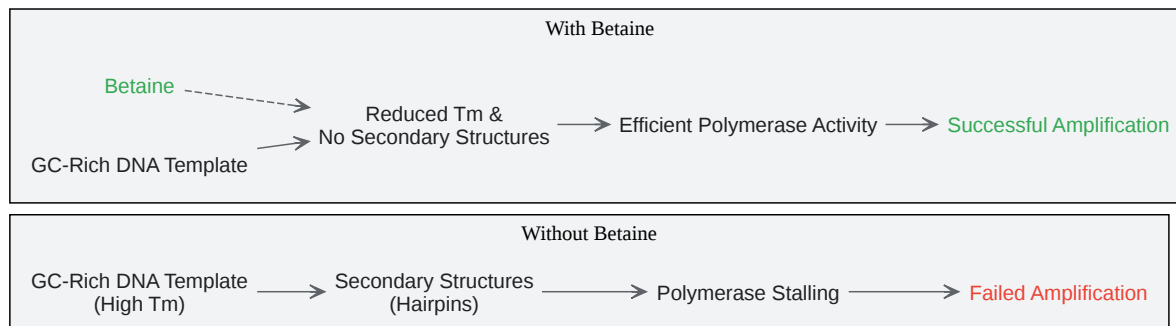 With Betaine
Betaine
Reduced Tm &
No Secondary Structures
Efficient Polymerase Activity
Successful Amplification
GC-Rich DNA Template
Without Betaine
GC-Rich DNA Template
(High Tm)
Secondary Structures
(Hairpins)
Polymerase Stalling
Failed Amplification